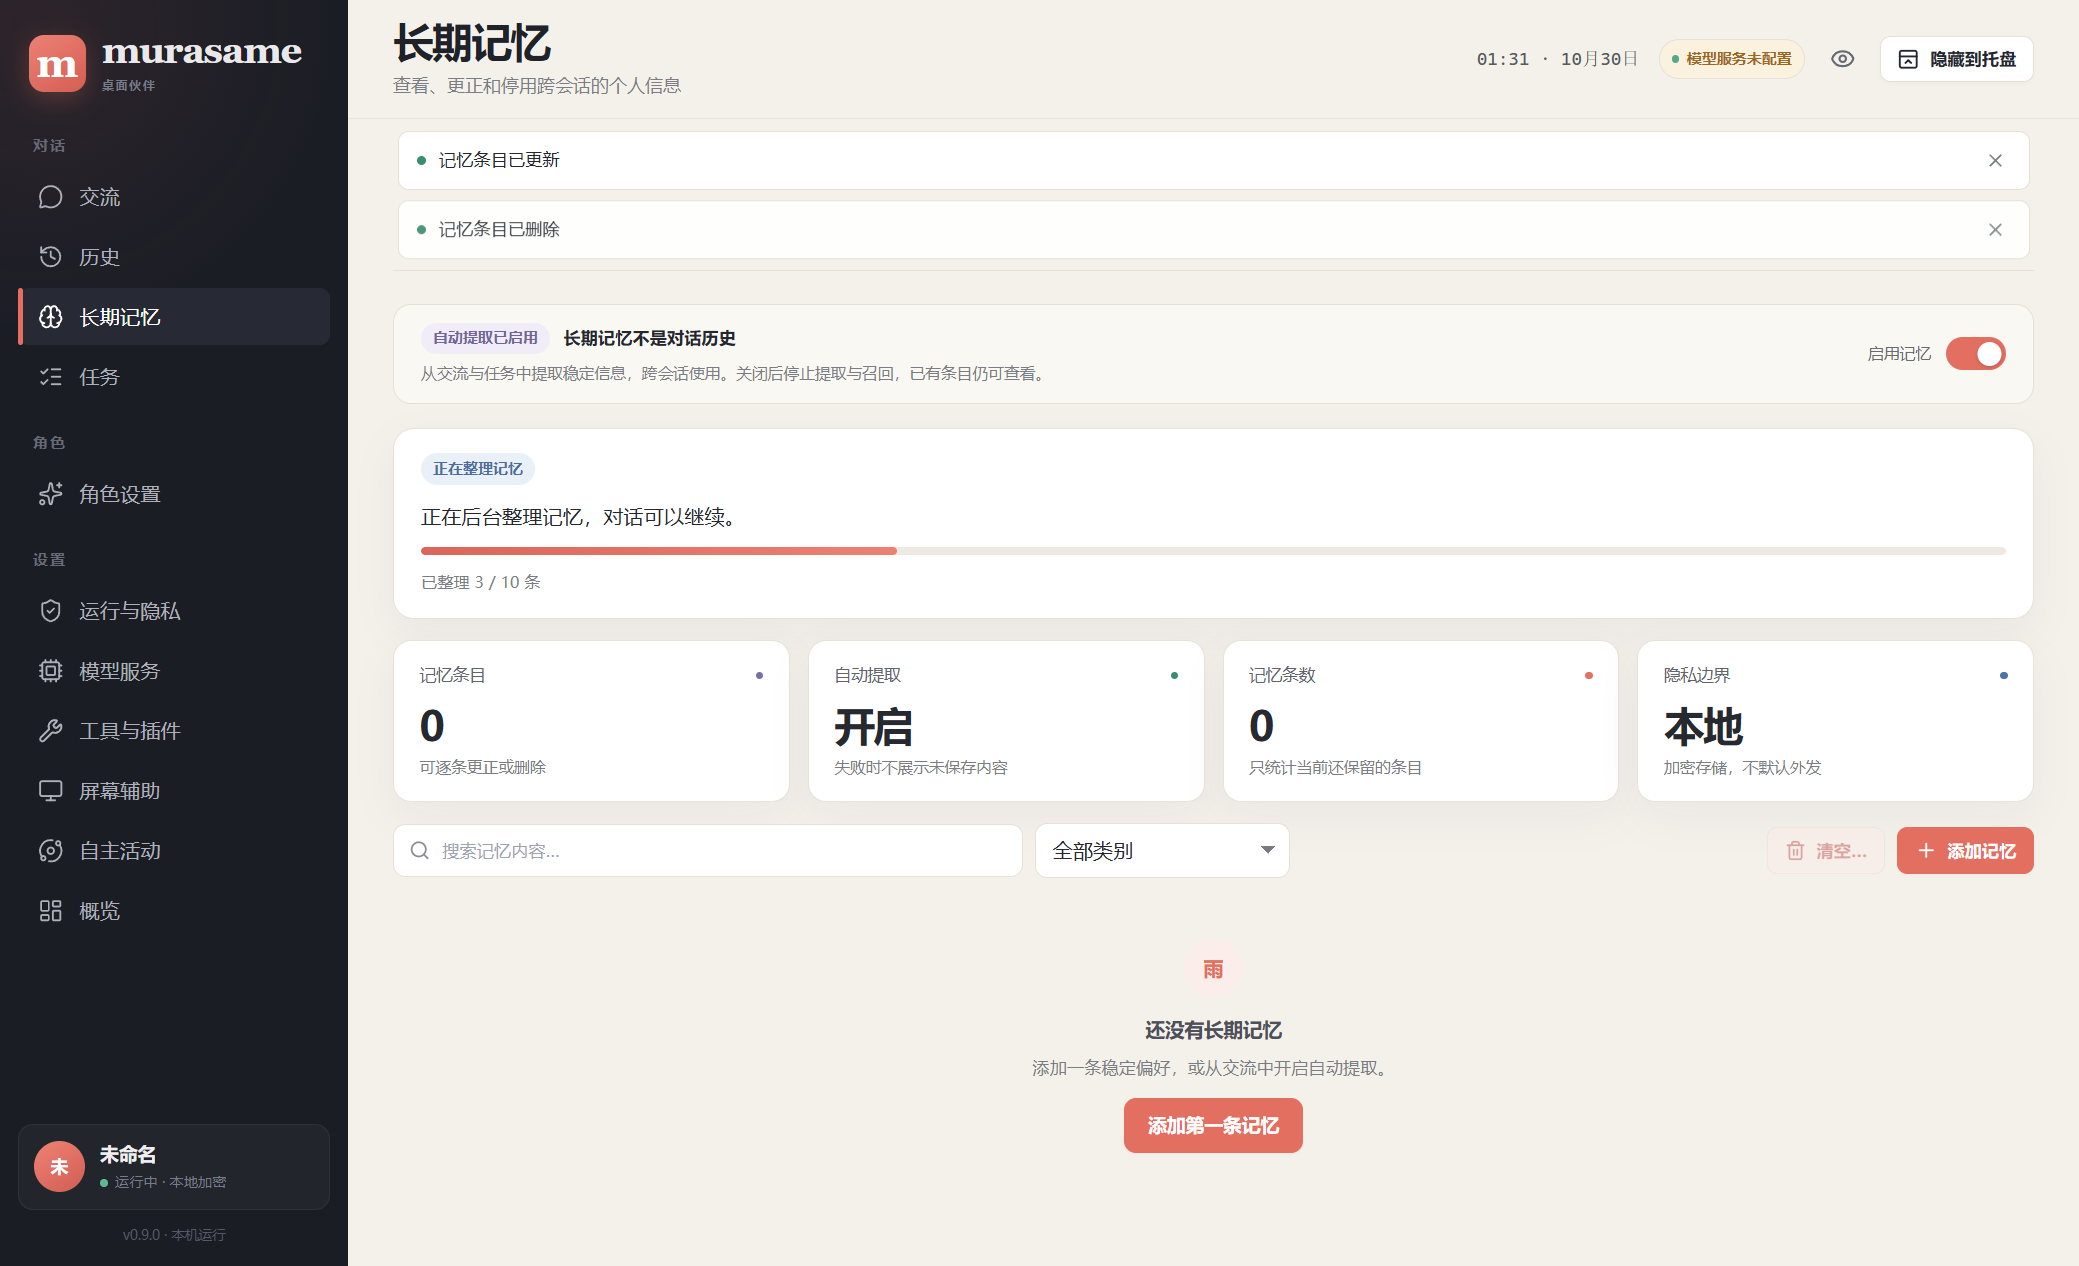 m murasame
桌面伙伴
对话
交流
历史
长期记忆
任务
角色
角色设置
设置
运行与隐私
模型服务
工具与插件
屏幕辅助
自主活动
概览
未 未命名
运行中 · 本地加密
v0.9.0 · 本机运行
长期记忆
查看、更正和停用跨会话的个人信息
01:31 · 10月30日
模型服务未配置
隐藏到托盘
记忆条目已更新
记忆条目已删除
自动提取已启用 长期记忆不是对话历史
从交流与任务中提取稳定信息，跨会话使用。关闭后停止提取与召回，已有条目仍可查看。
启用记忆
正在整理记忆
正在后台整理记忆，对话可以继续。
已整理 3 / 10 条
记忆条目
0
可逐条更正或删除
自动提取
开启
失败时不展示未保存内容
记忆条数
0
只统计当前还保留的条目
隐私边界
本地
加密存储，不默认外发
搜索记忆内容...
全部类别
清空...
添加记忆
雨
还没有长期记忆
添加一条稳定偏好，或从交流中开启自动提取。
添加第一条记忆